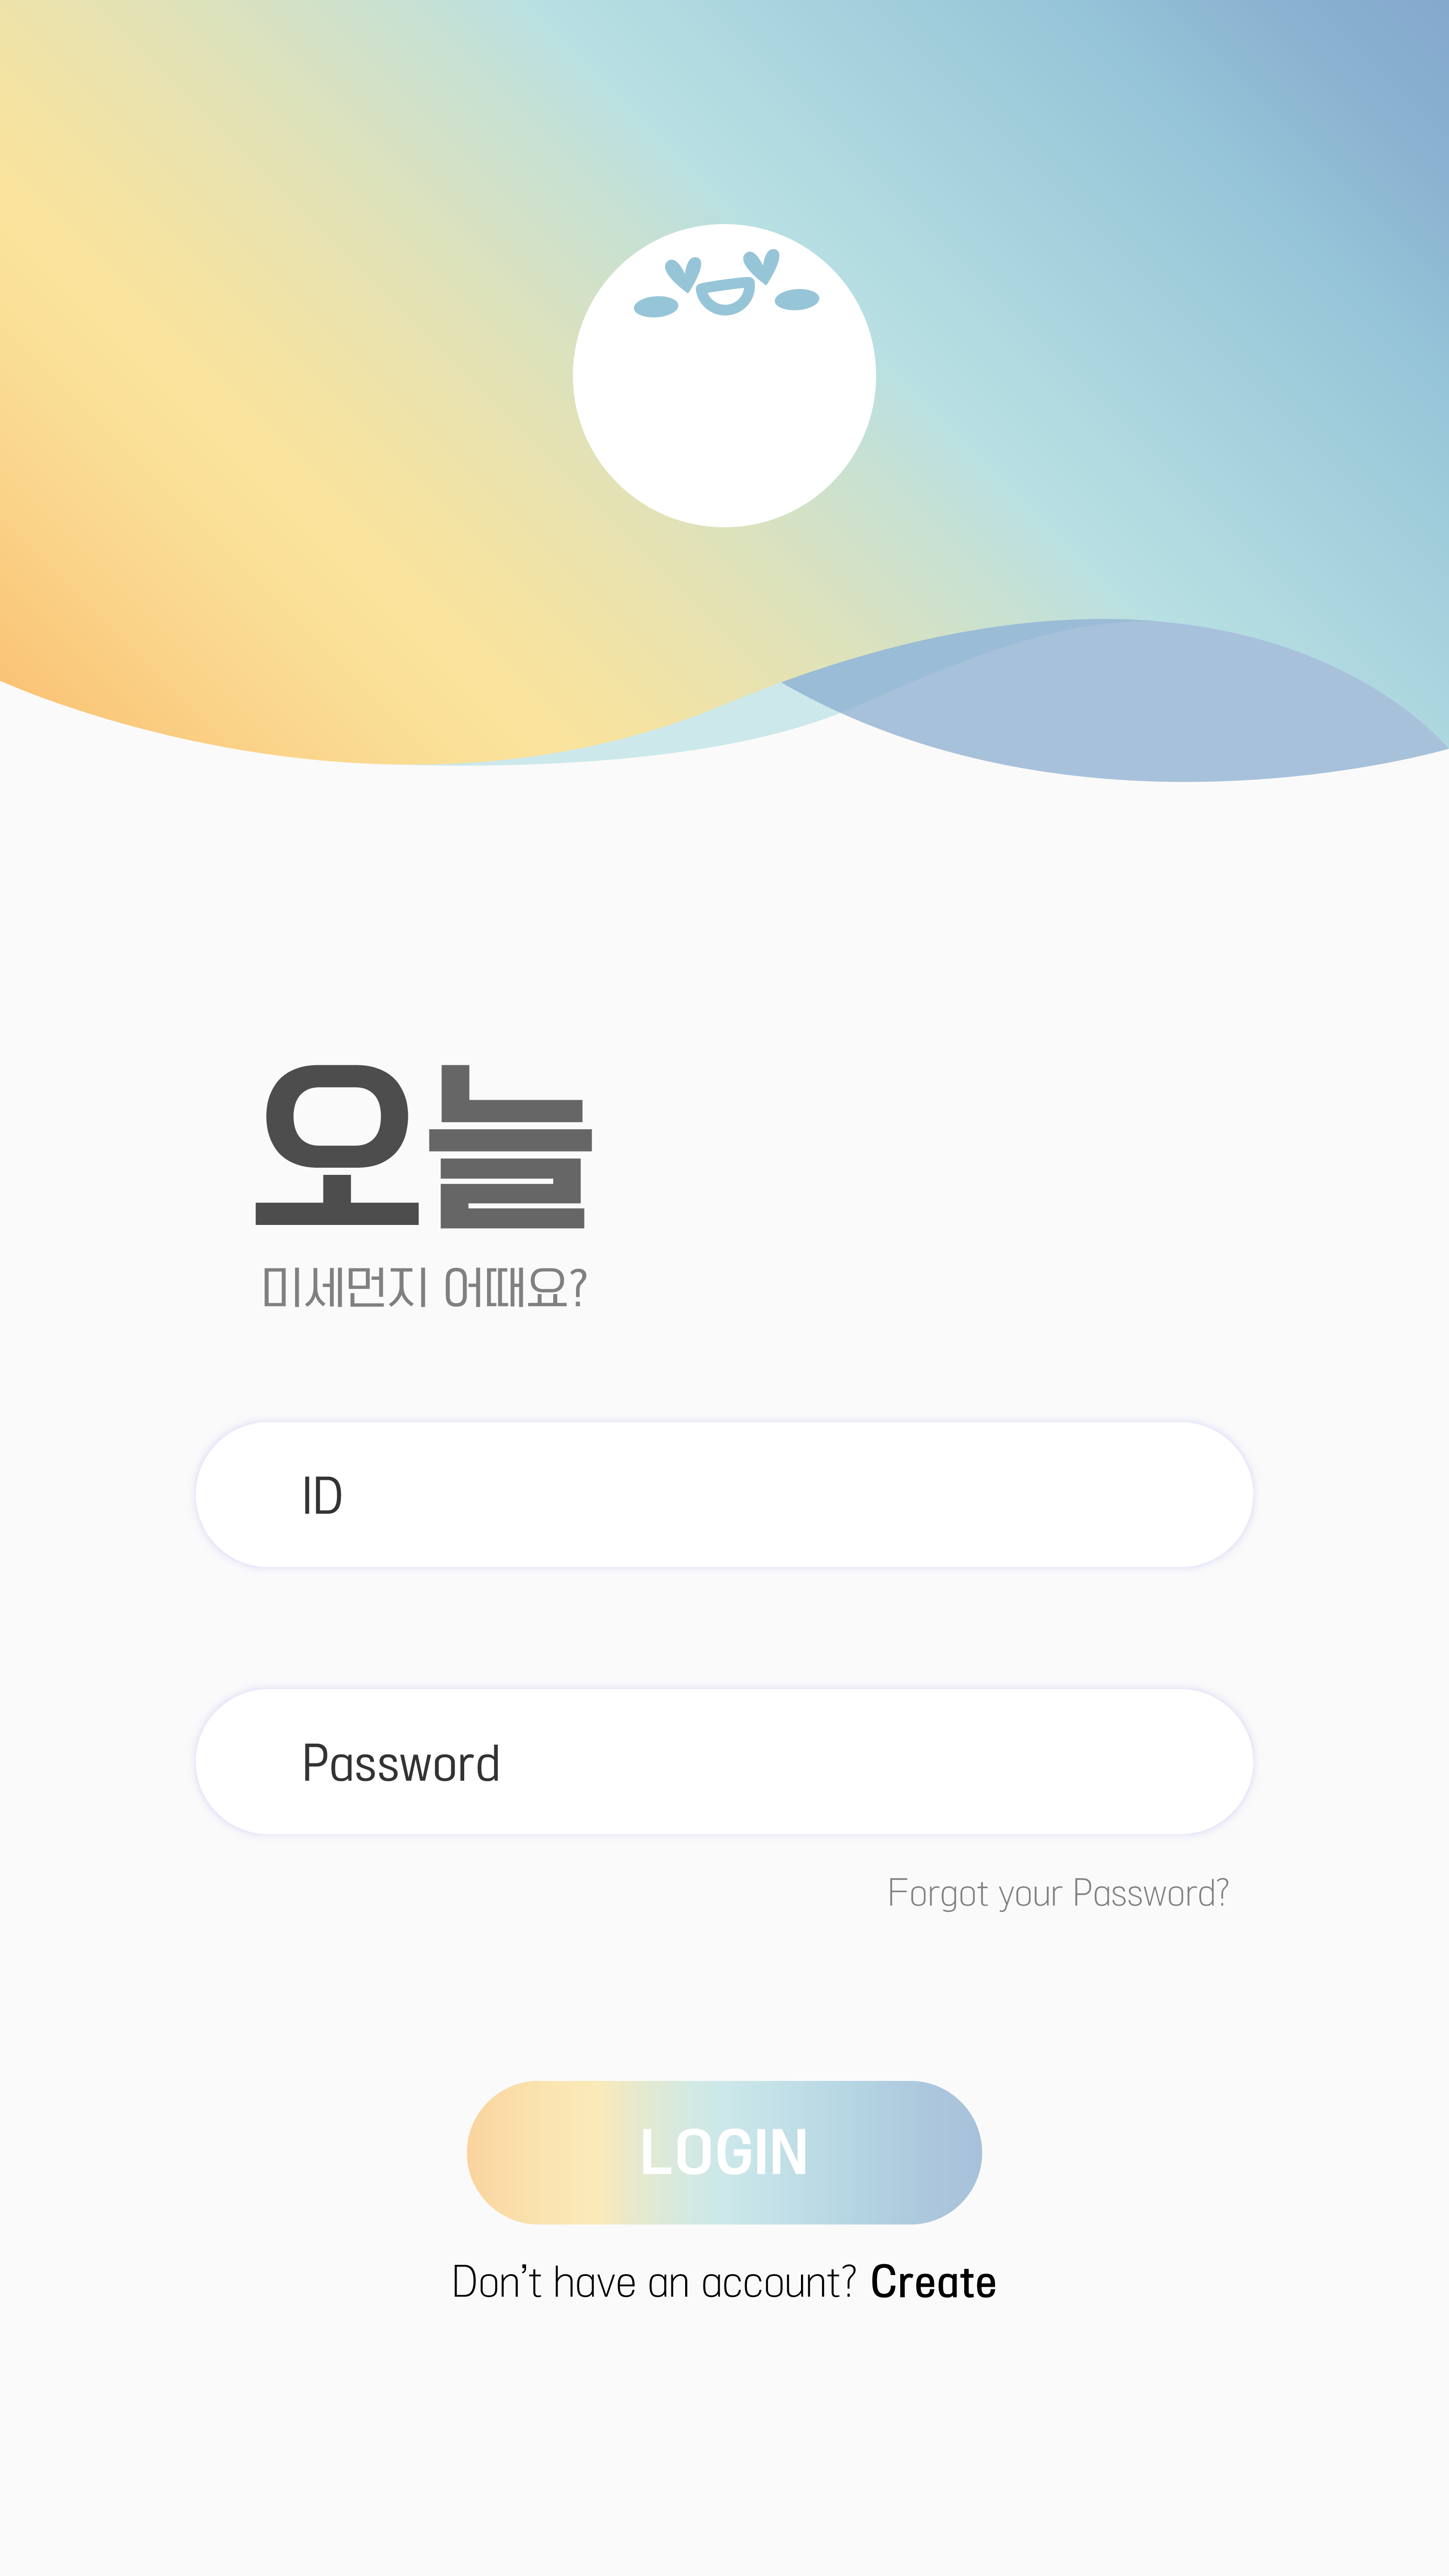 오늘
미세먼지 어때요?
ID
Password
Forgot your Password?
LOGIN
Don’t have an account? Create